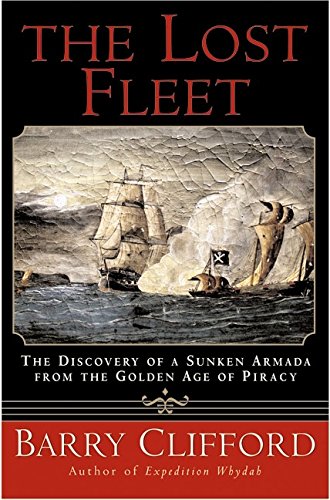 THE LOST
FLEET
THE DISCOVERY OF A SUNKEN ARMADA
FROM THE GOLDEN AGE OF PIRACY
BARRY CLIFFORD
Author of Expedition Whydah